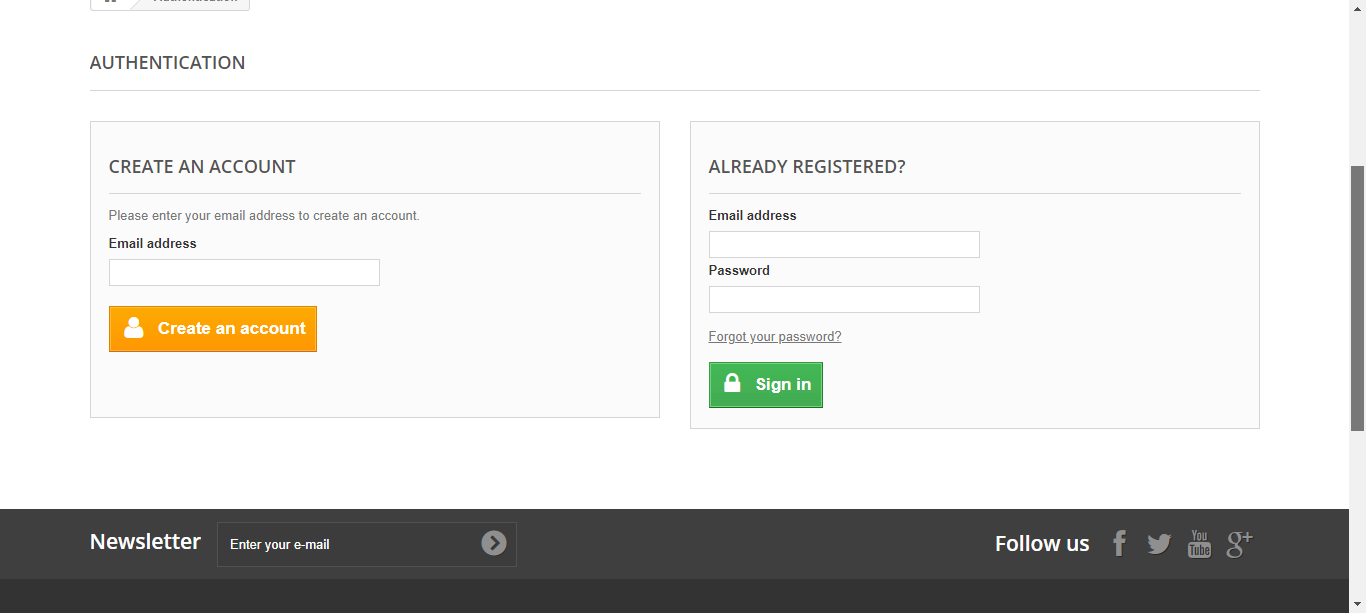 AUTHENTICATION
CREATE AN ACCOUNT
Please enter your email address to create an account.
Email address
Create an account
ALREADY REGISTERED?
Email address
Password
Forgot your password?
Sign in
Newsletter
Enter your e-mail
Follow us
You
Tube
g+